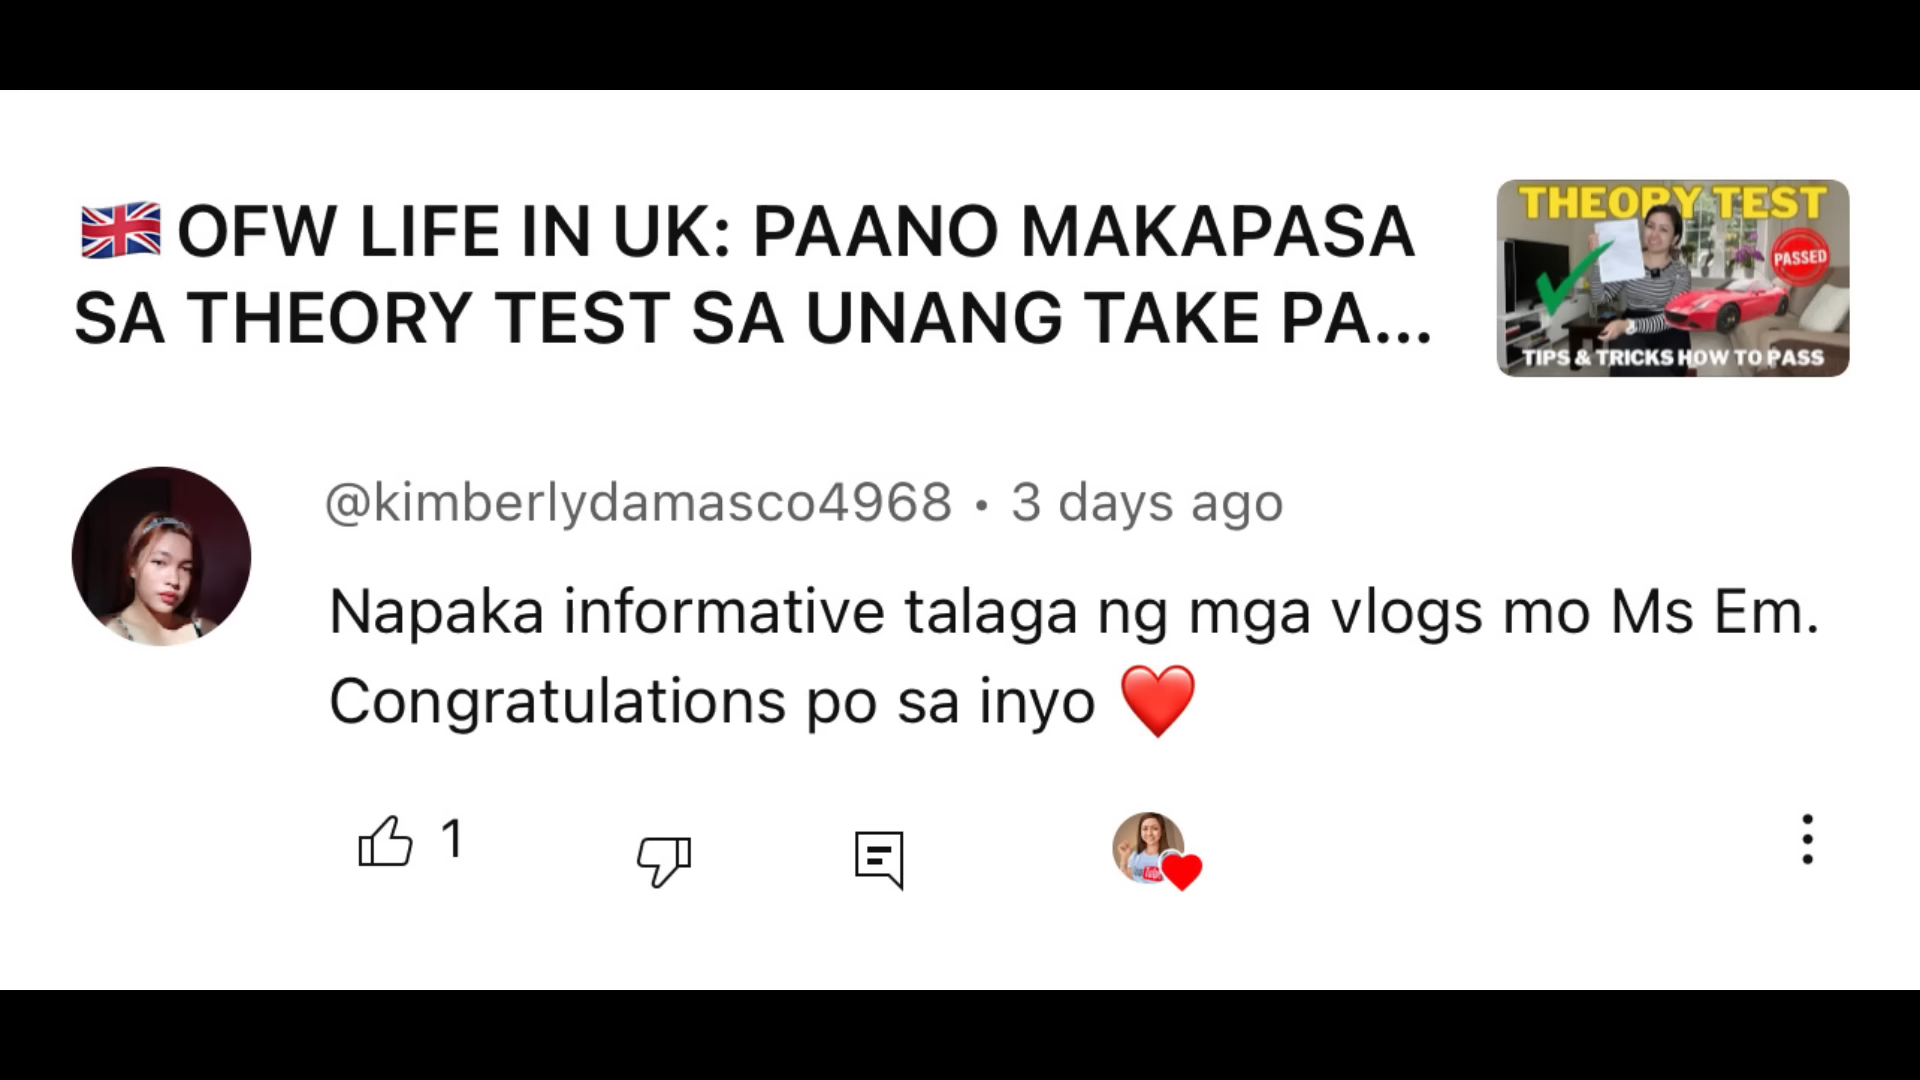 🇬🇧 OFW LIFE IN UK: PAANO MAKAPASA
SA THEORY TEST SA UNANG TAKE PA...
THEORY TEST
PASSED
TIPS & TRICKS HOW TO PASS
@kimberlydamasco4968 • 3 days ago
Napaka informative talaga ng mga vlogs mo Ms Em.
Congratulations po sa inyo ❤️
1